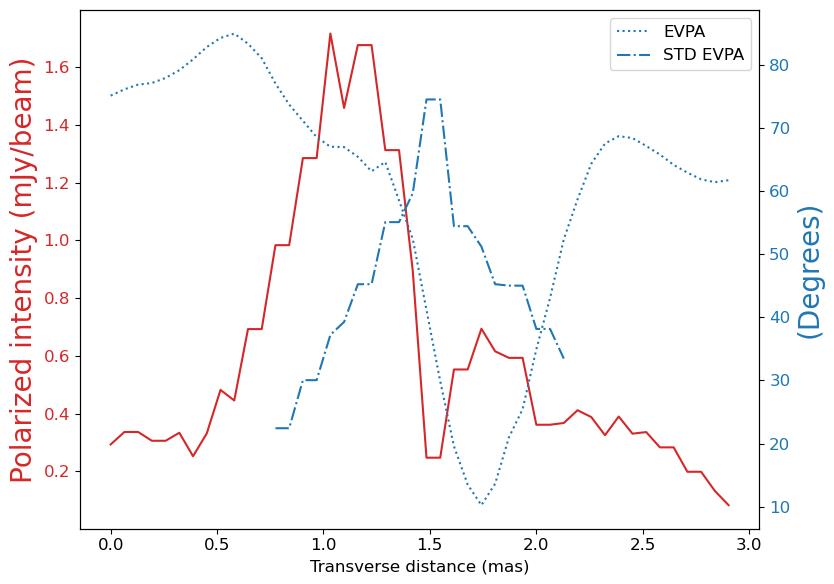 EVPA
STD EVPA
Polarized intensity (mJy/beam)
1.6
1.4
1.2
1.0
0.8
0.6
0.4
0.2
80
70
60
50
40
30
20
10
(Degrees)
0.0 0.5 1.0 1.5 2.0 2.5 3.0
Transverse distance (mas)